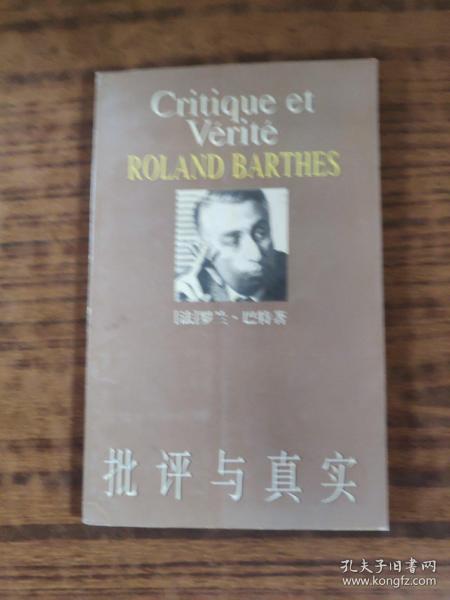 Critique et
Vérité
ROLAND BARTHES
[法]罗兰·巴特著
批评与真实
孔夫子旧书网
www.kongfz.com